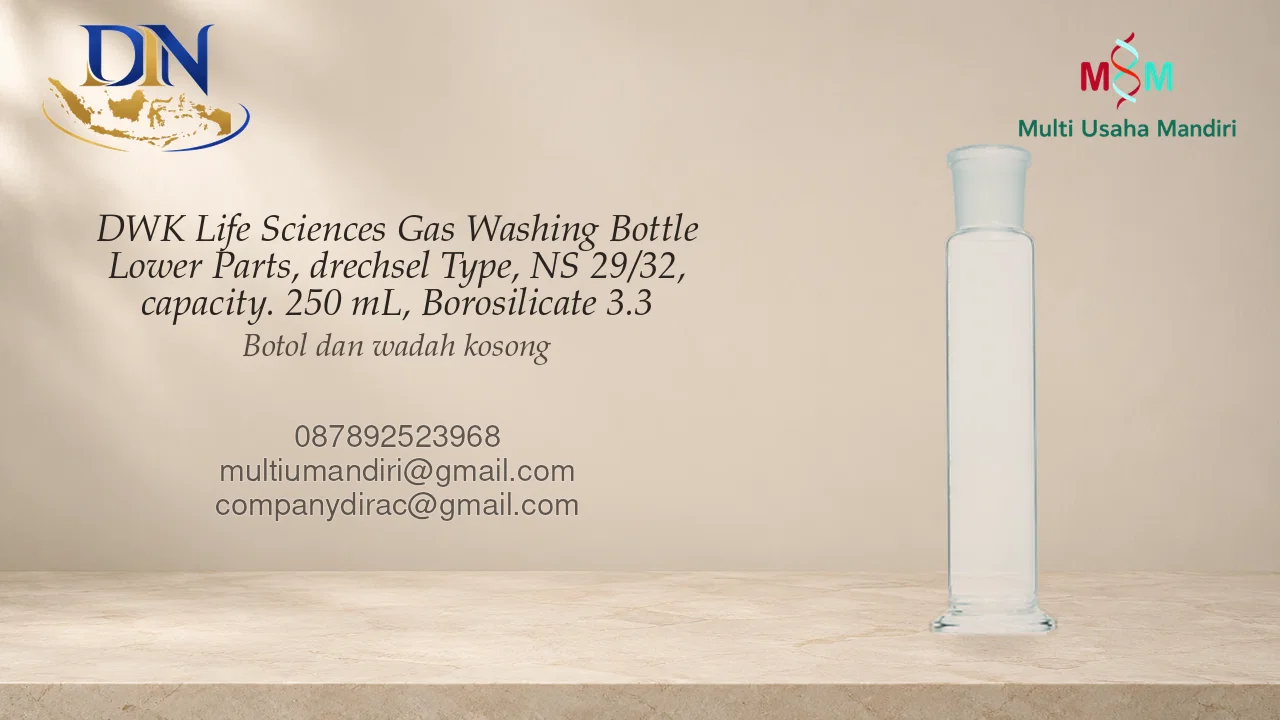 DIN
M M
Multi Usaha Mandiri
DWK Life Sciences Gas Washing Bottle
Lower Parts, drechsel Type, NS 29/32,
capacity. 250 mL, Borosilicate 3.3
Botol dan wadah kosong
087892523968
multiumandiri@gmail.com
companydirac@gmail.com